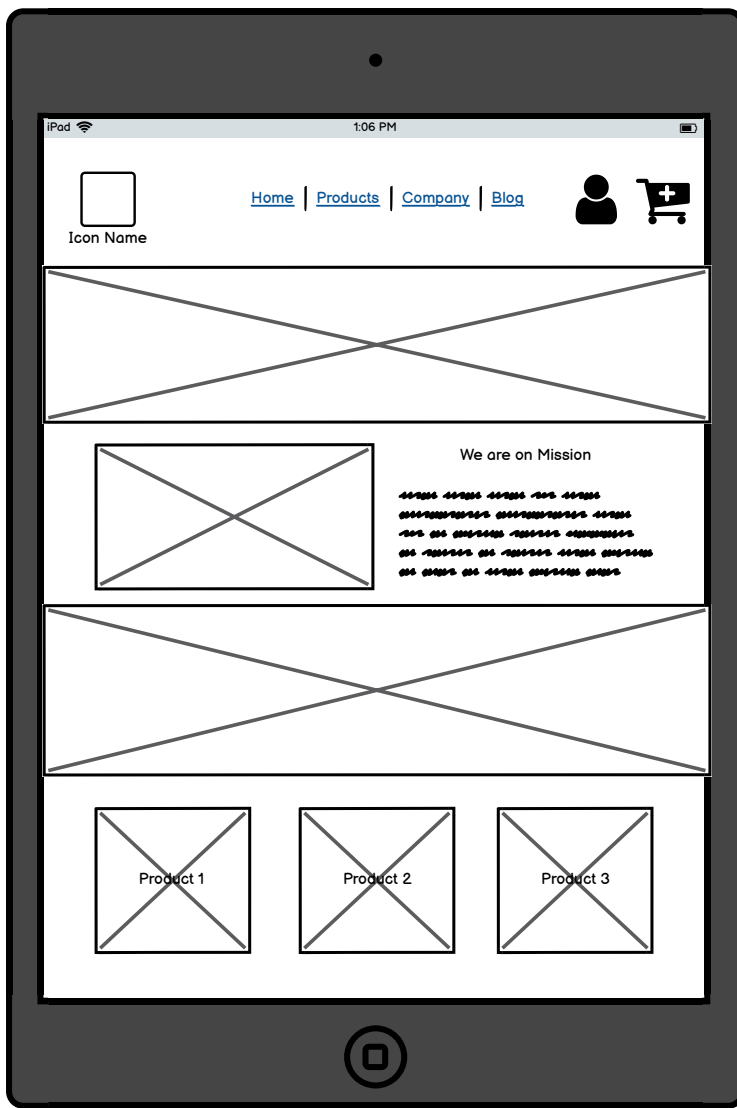 iPad 1:06 PM
Home | Products | Company | Blog
Icon Name
We are on Mission
Product 1 Product 2 Product 3